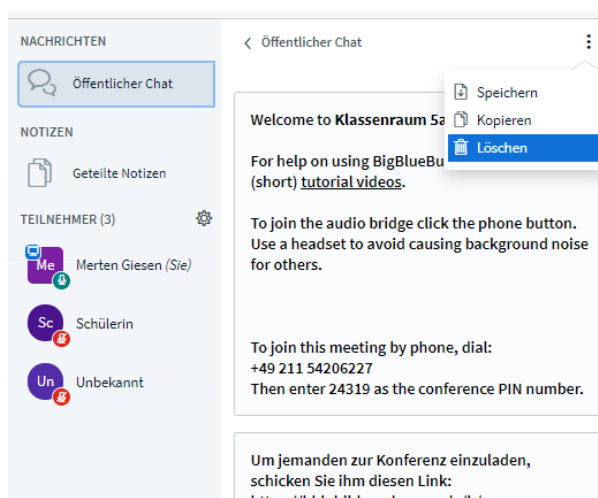 NACHRICHTEN
Öffentlicher Chat
NOTIZEN
Geteilte Notizen
TEILNEHMER (3)
Me
Merten Giesen (Sie)
Sc
Schülerin
Un
Unbekannt
Öffentlicher Chat
Speichern
Kopieren
Löschen
Welcome to Klassenraum 5a
For help on using BigBlueBu
(short) tutorial videos.
To join the audio bridge click the phone button.
Use a headset to avoid causing background noise
for others.
To join this meeting by phone, dial:
+49 211 54206227
Then enter 24319 as the conference PIN number.
Um jemanden zur Konferenz einzuladen,
schicken Sie ihm diesen Link: